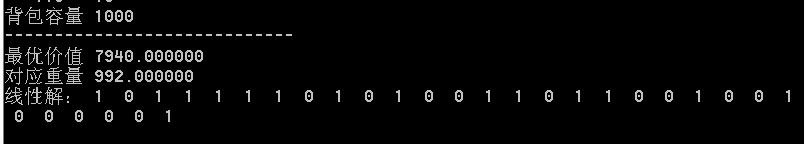 背包容量 1000
-----------------------------
最优价值 7940.000000
对应重量 992.000000
线性解: 1 0 1 1 1 1 1 0 1 0 1 0 0 1 1 0 1 1 0 0 1 0 0 1
0 0 0 0 0 1